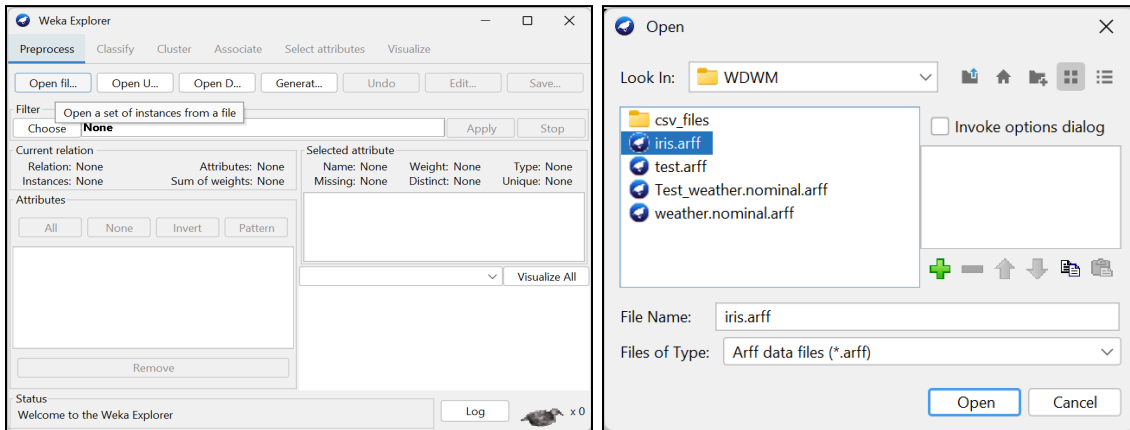 Weka Explorer
Preprocess Classify Cluster Associate Select attributes Visualize
Open fil... Open U... Open D... Generat... Undo Edit... Save...
Open a set of instances from a file
Filter
Choose None Apply Stop
Current relation
Relation: None Attributes: None
Instances: None Sum of weights: None
Selected attribute
Name: None Weight: None Type: None
Missing: None Distinct: None Unique: None
Attributes
All None Invert Pattern
Visualize All
Remove
Status
Welcome to the Weka Explorer
Log x 0
Open
Look In: WDWM
csv_files
iris.arff
test.arff
Test_weather.nominal.arff
weather.nominal.arff
Invoke options dialog
File Name: iris.arff
Files of Type: Arff data files (*.arff)
Open Cancel